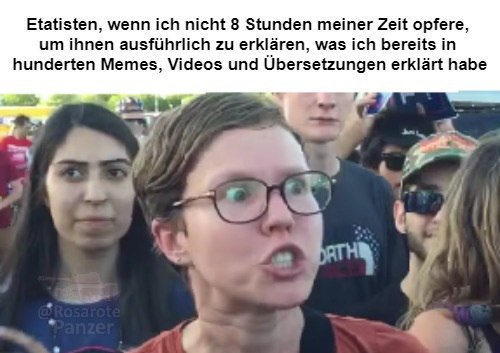 Etatisten, wenn ich nicht 8 Stunden meiner Zeit opfere,
um ihnen ausführlich zu erklären, was ich bereits in
hunderten Memes, Videos und Übersetzungen erklärt habe
ORTH
@Rosarote
Panzer